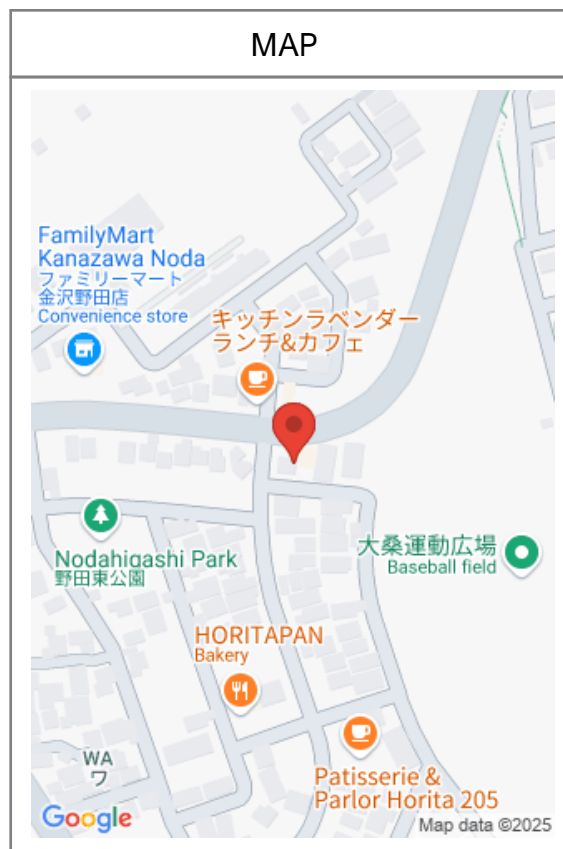 MAP
FamilyMart
Kanazawa Noda
ファミリーマート
金沢野田店
Convenience store
キッチンラベンダー
ランチ&カフェ
Nodahigashi Park
野田東公園
大桑運動広場
Baseball field
HORITAPAN
Bakery
WA
ワ
Patisserie &
Parlor Horita 205
Google
Map data ©2025